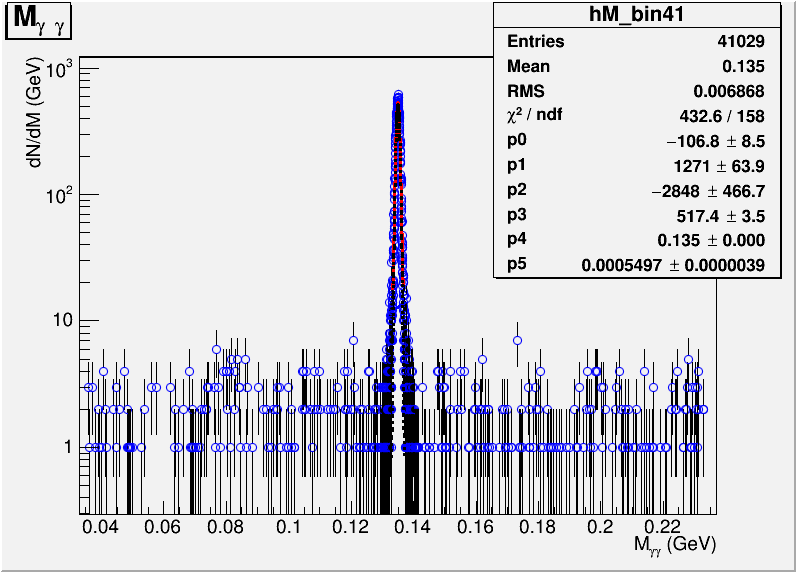 M γ γ
hM_bin41
Entries 41029
Mean 0.135
RMS 0.006868
χ² / ndf 432.6 / 158
p0 −106.8 ± 8.5
p1 1271 ± 63.9
p2 −2848 ± 466.7
p3 517.4 ± 3.5
p4 0.135 ± 0.000
p5 0.0005497 ± 0.0000039
dN/dM (GeV)
10³
10²
10
1
0.04 0.06 0.08 0.1 0.12 0.14 0.16 0.18 0.2 0.22
Mγγ (GeV)